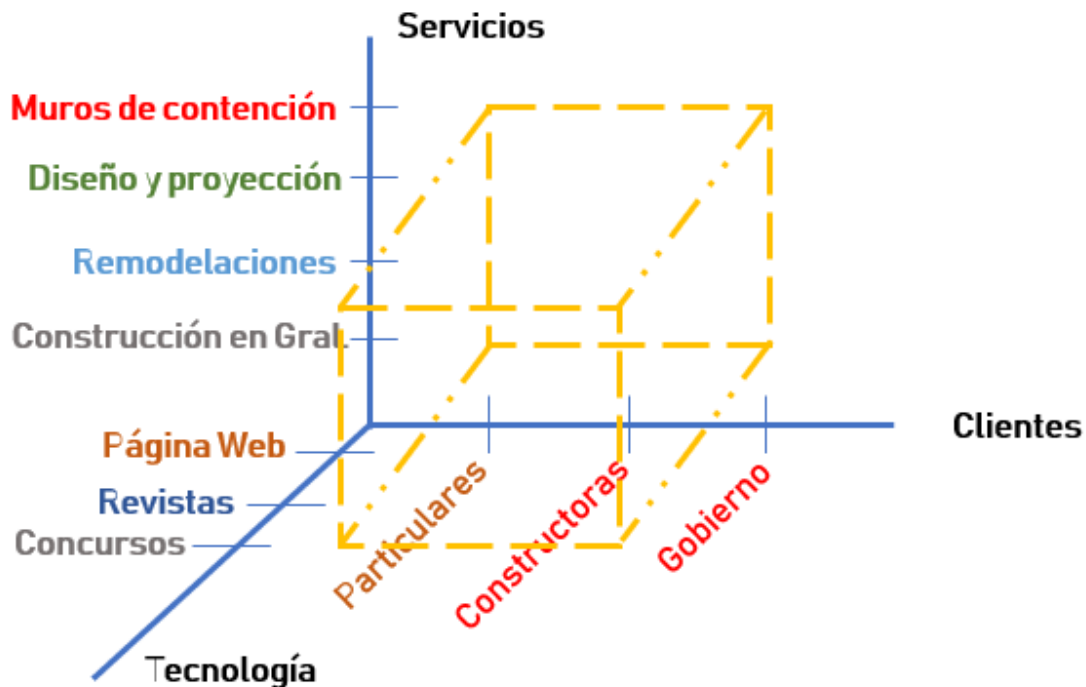 Servicios
Muros de contención
Diseño y proyección
Remodelaciones
Construcción en Gral.
Página Web
Revistas
Concursos
Tecnología
Particulares
Constructoras
Gobierno
Clientes